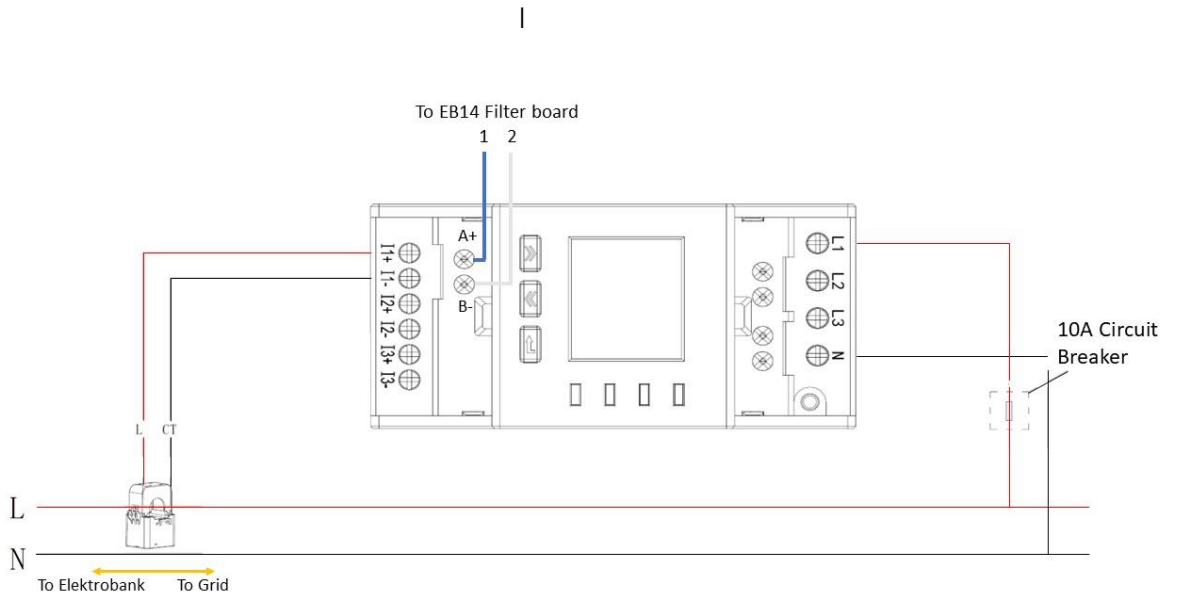 To EB14 Filter board
1 2
A+
B-
I1+
I1-
I2+
I2-
I3+
I3-
L1
L2
L3
N
10A Circuit
Breaker
L CT
L
N
To Elektrobank To Grid